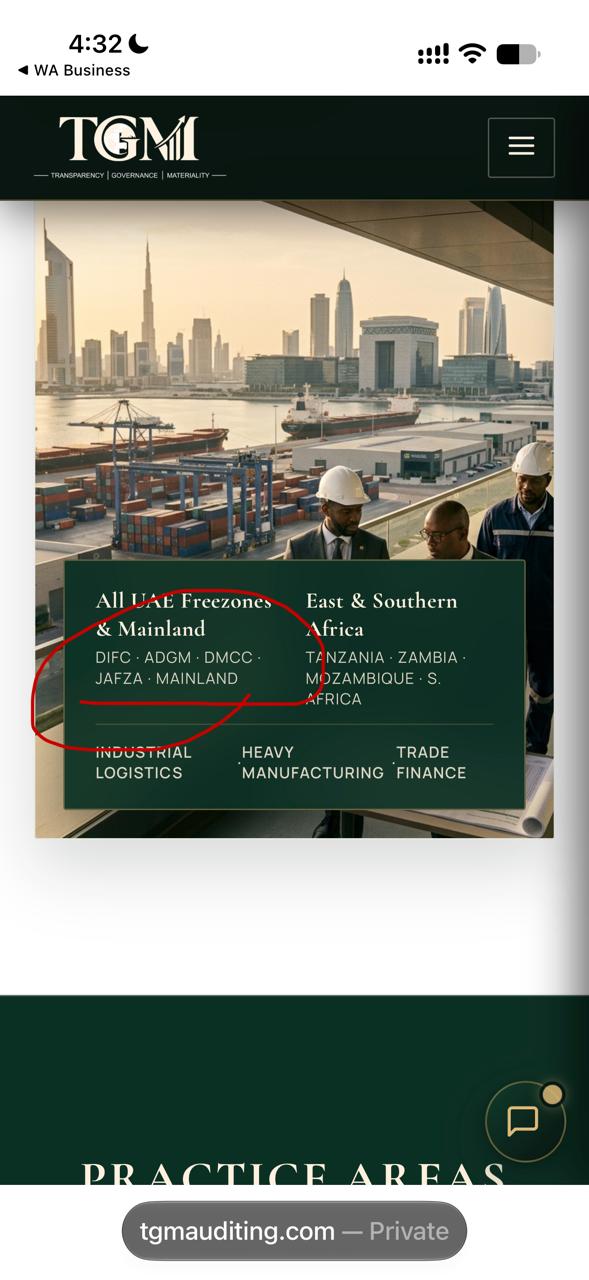 4:32
◀ WA Business
TGM
TRANSPARENCY | GOVERNANCE | MATERIALITY
All UAE Freezones
& Mainland
DIFC · ADGM · DMCC ·
JAFZA · MAINLAND
East & Southern
Africa
TANZANIA · ZAMBIA ·
MOZAMBIQUE · S.
AFRICA
INDUSTRIAL
LOGISTICS
· HEAVY
MANUFACTURING
· TRADE
FINANCE
PRACTICE AREAS
tgmauditing.com — Private